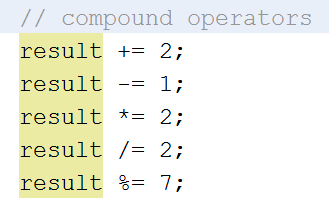 // compound operators
result += 2;
result -= 1;
result *= 2;
result /= 2;
result %= 7;